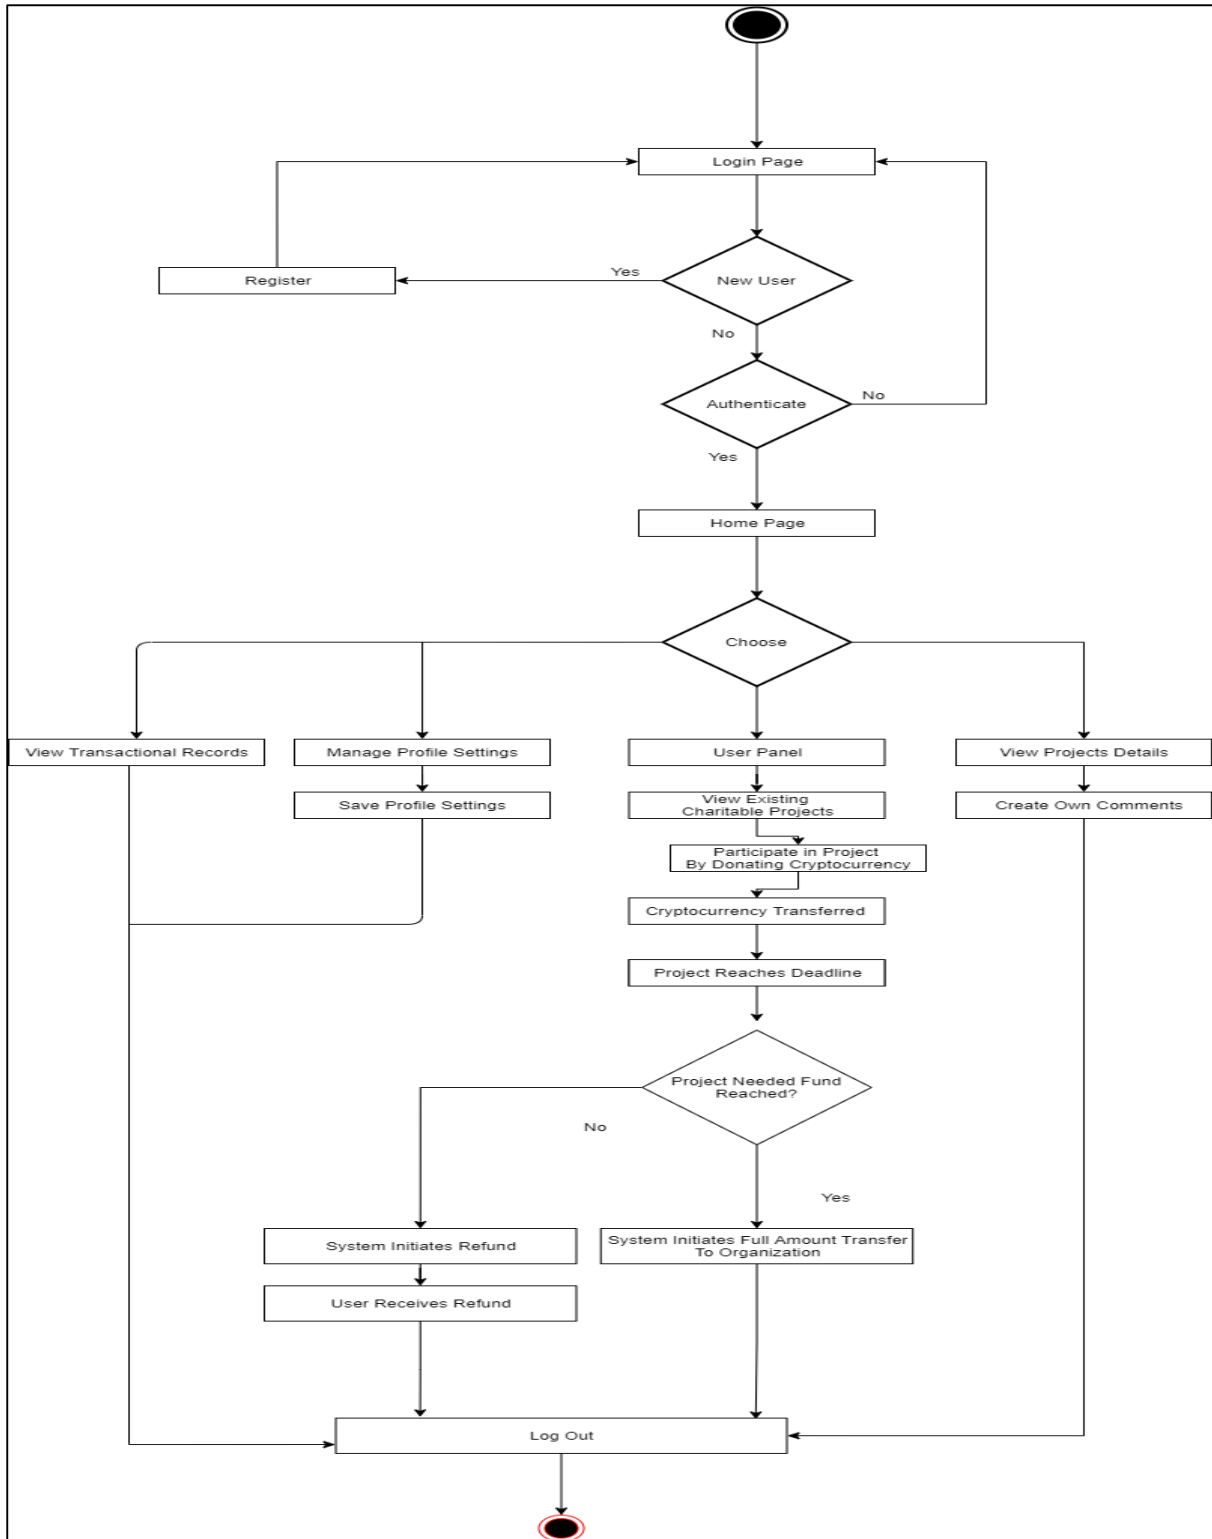 Login Page
Yes
Register
New User
No
Authenticate
No
Yes
Home Page
Choose
View Transactional Records
Manage Profile Settings
User Panel
View Projects Details
Save Profile Settings
View Existing
Charitable Projects
Create Own Comments
Participate in Project
By Donating Cryptocurrency
Cryptocurrency Transferred
Project Reaches Deadline
Project Needed Fund
Reached?
No
Yes
System Initiates Refund
System Initiates Full Amount Transfer
To Organization
User Receives Refund
Log Out